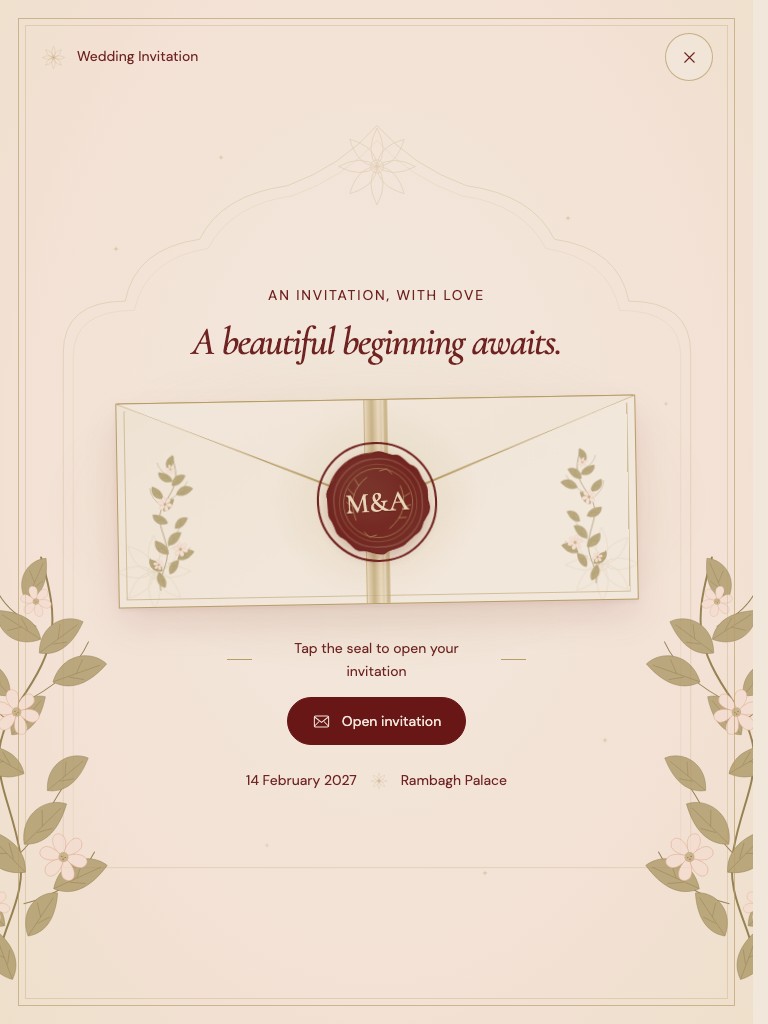 Wedding Invitation
AN INVITATION, WITH LOVE
A beautiful beginning awaits.
M&A
Tap the seal to open your
invitation
Open invitation
14 February 2027 Rambagh Palace